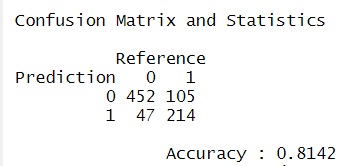 Confusion Matrix and Statistics
Reference
Prediction 0 1
0 452 105
1 47 214
Accuracy : 0.8142